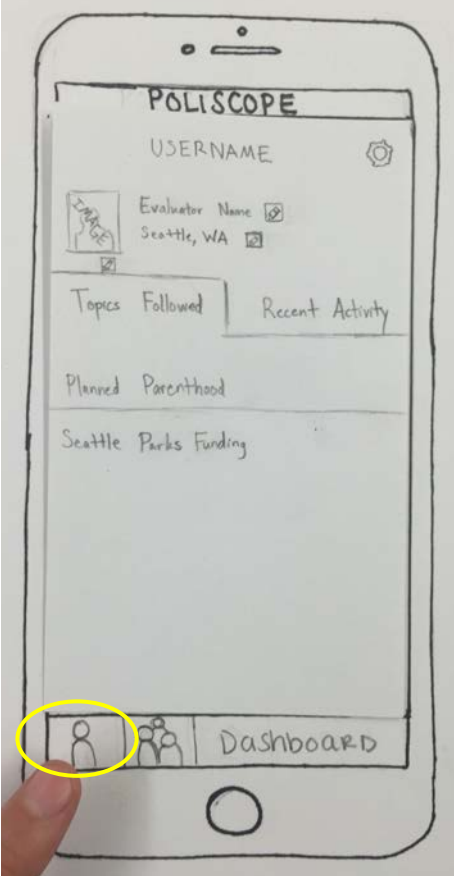 POLISCOPE
USERNAME
IMAGE
Evaluator Name
Seattle, WA
Topics Followed
Recent Activity
Planned Parenthood
Seattle Parks Funding
DashboaRD